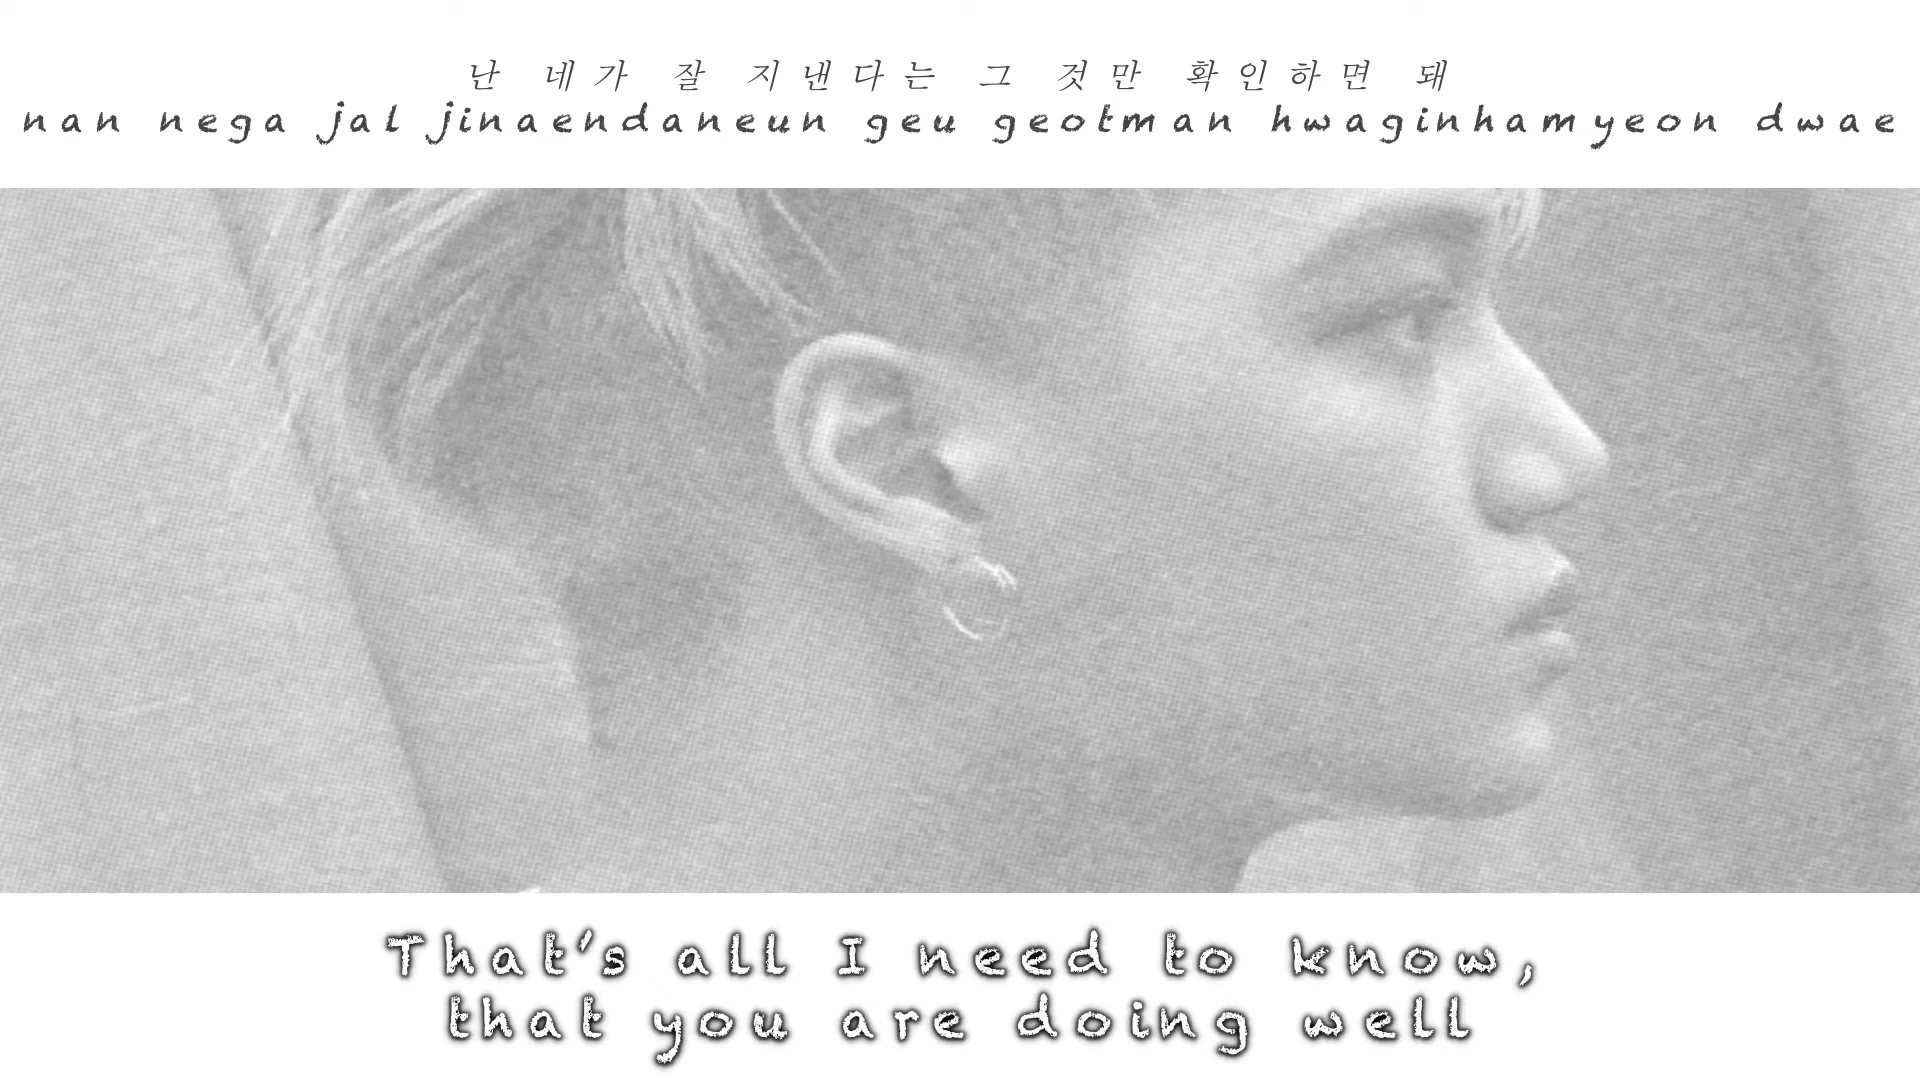 난 네가 잘 지낸다는 그 것만 확인하면 돼
nan nega jal jinaendaneun geu geotman hwaginhamyeon dwae
That's all I need to know,
that you are doing well